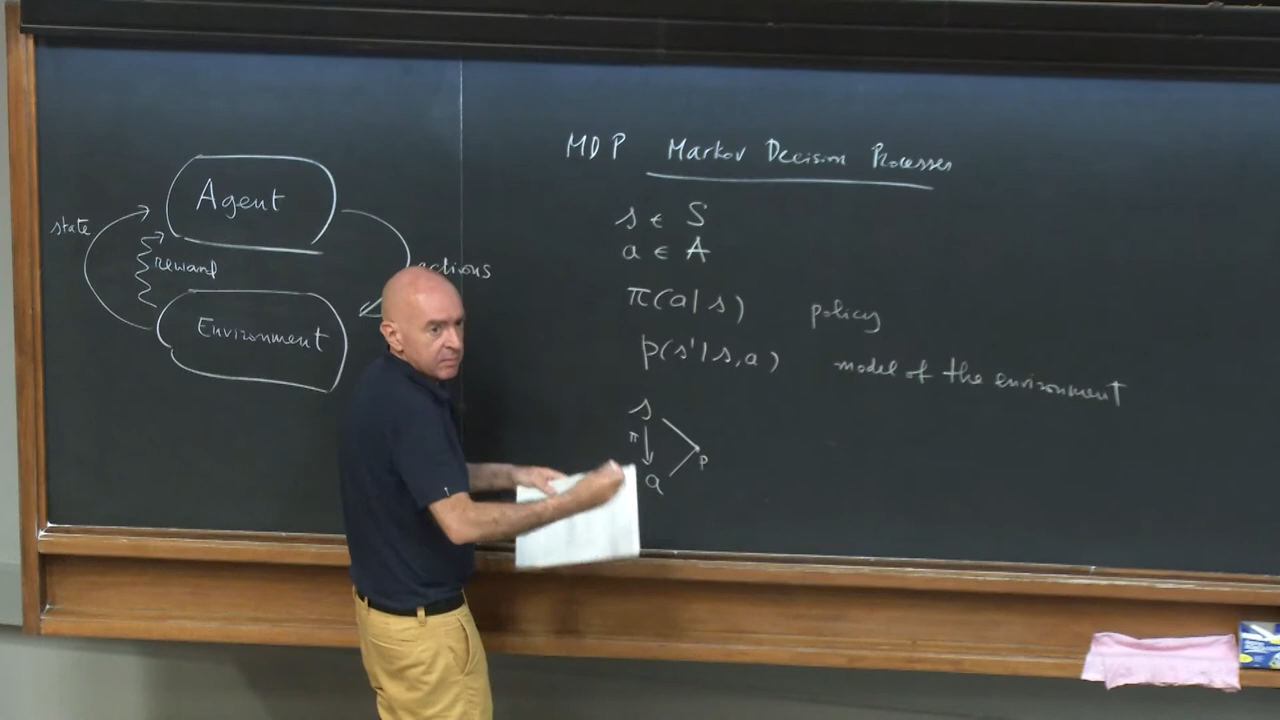 Agent
state
reward
actions
Environment
MDP Markov Decision Processes
s ∈ S
a ∈ A
π(a|s) policy
p(s'|s,a) model of the environment
s
π
p
a